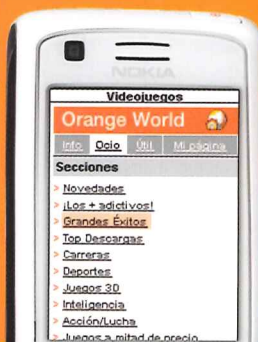 NOKIA
Videojuegos
Orange World
Info Ocio Útil Mi página
Secciones
> Novedades
> ¡Los + adictivos!
> Grandes Éxitos
> Top Descargas
> Carreras
> Deportes
> Juegos 3D
> Inteligencia
> Acción/Lucha
> Juegos a mitad de precio